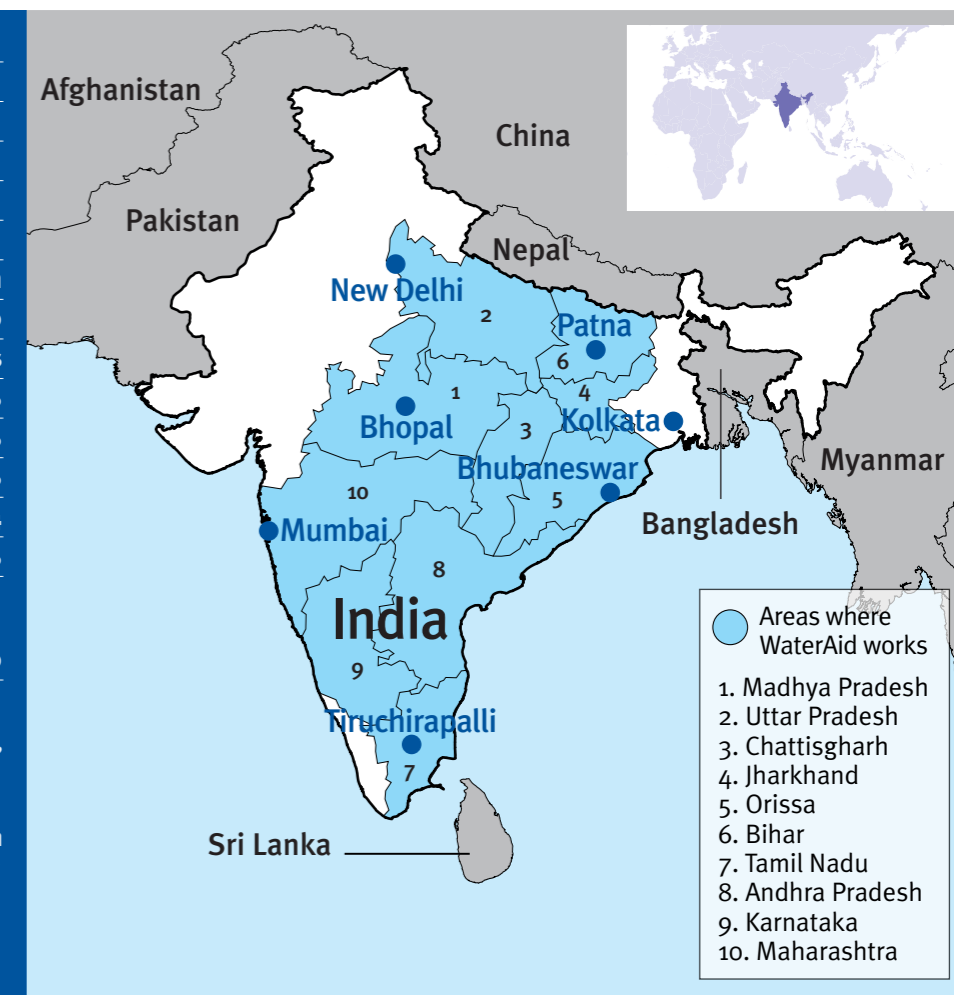 Afghanistan
China
Pakistan
Nepal
New Delhi
2
Patna
6
1
4
Bhopal
3
Kolkata
Bhubaneswar
Myanmar
10
5
Bangladesh
Mumbai
8
India
9
Tiruchirapalli
7
Sri Lanka
Areas where
WaterAid works
1. Madhya Pradesh
2. Uttar Pradesh
3. Chattisgharh
4. Jharkhand
5. Orissa
6. Bihar
7. Tamil Nadu
8. Andhra Pradesh
9. Karnataka
10. Maharashtra